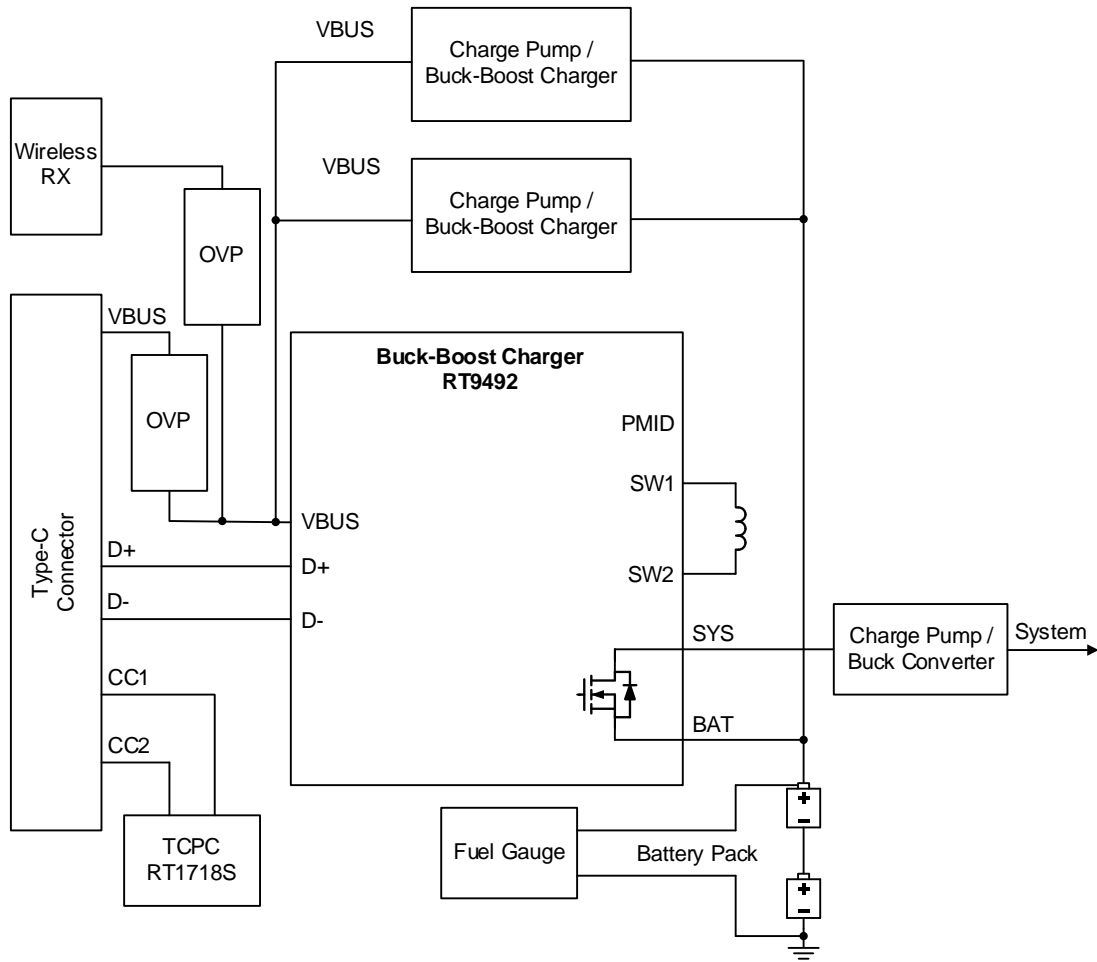 VBUS
Charge Pump /
Buck-Boost Charger
Wireless
RX
VBUS
Charge Pump /
Buck-Boost Charger
OVP
VBUS
OVP
Buck-Boost Charger
RT9492
PMID
SW1
SW2
VBUS
D+
D+
D-
D-
Type-C
Connector
SYS
Charge Pump /
Buck Converter
System
CC1
BAT
CC2
TCPC
RT1718S
Fuel Gauge
Battery Pack
+
-
+
-